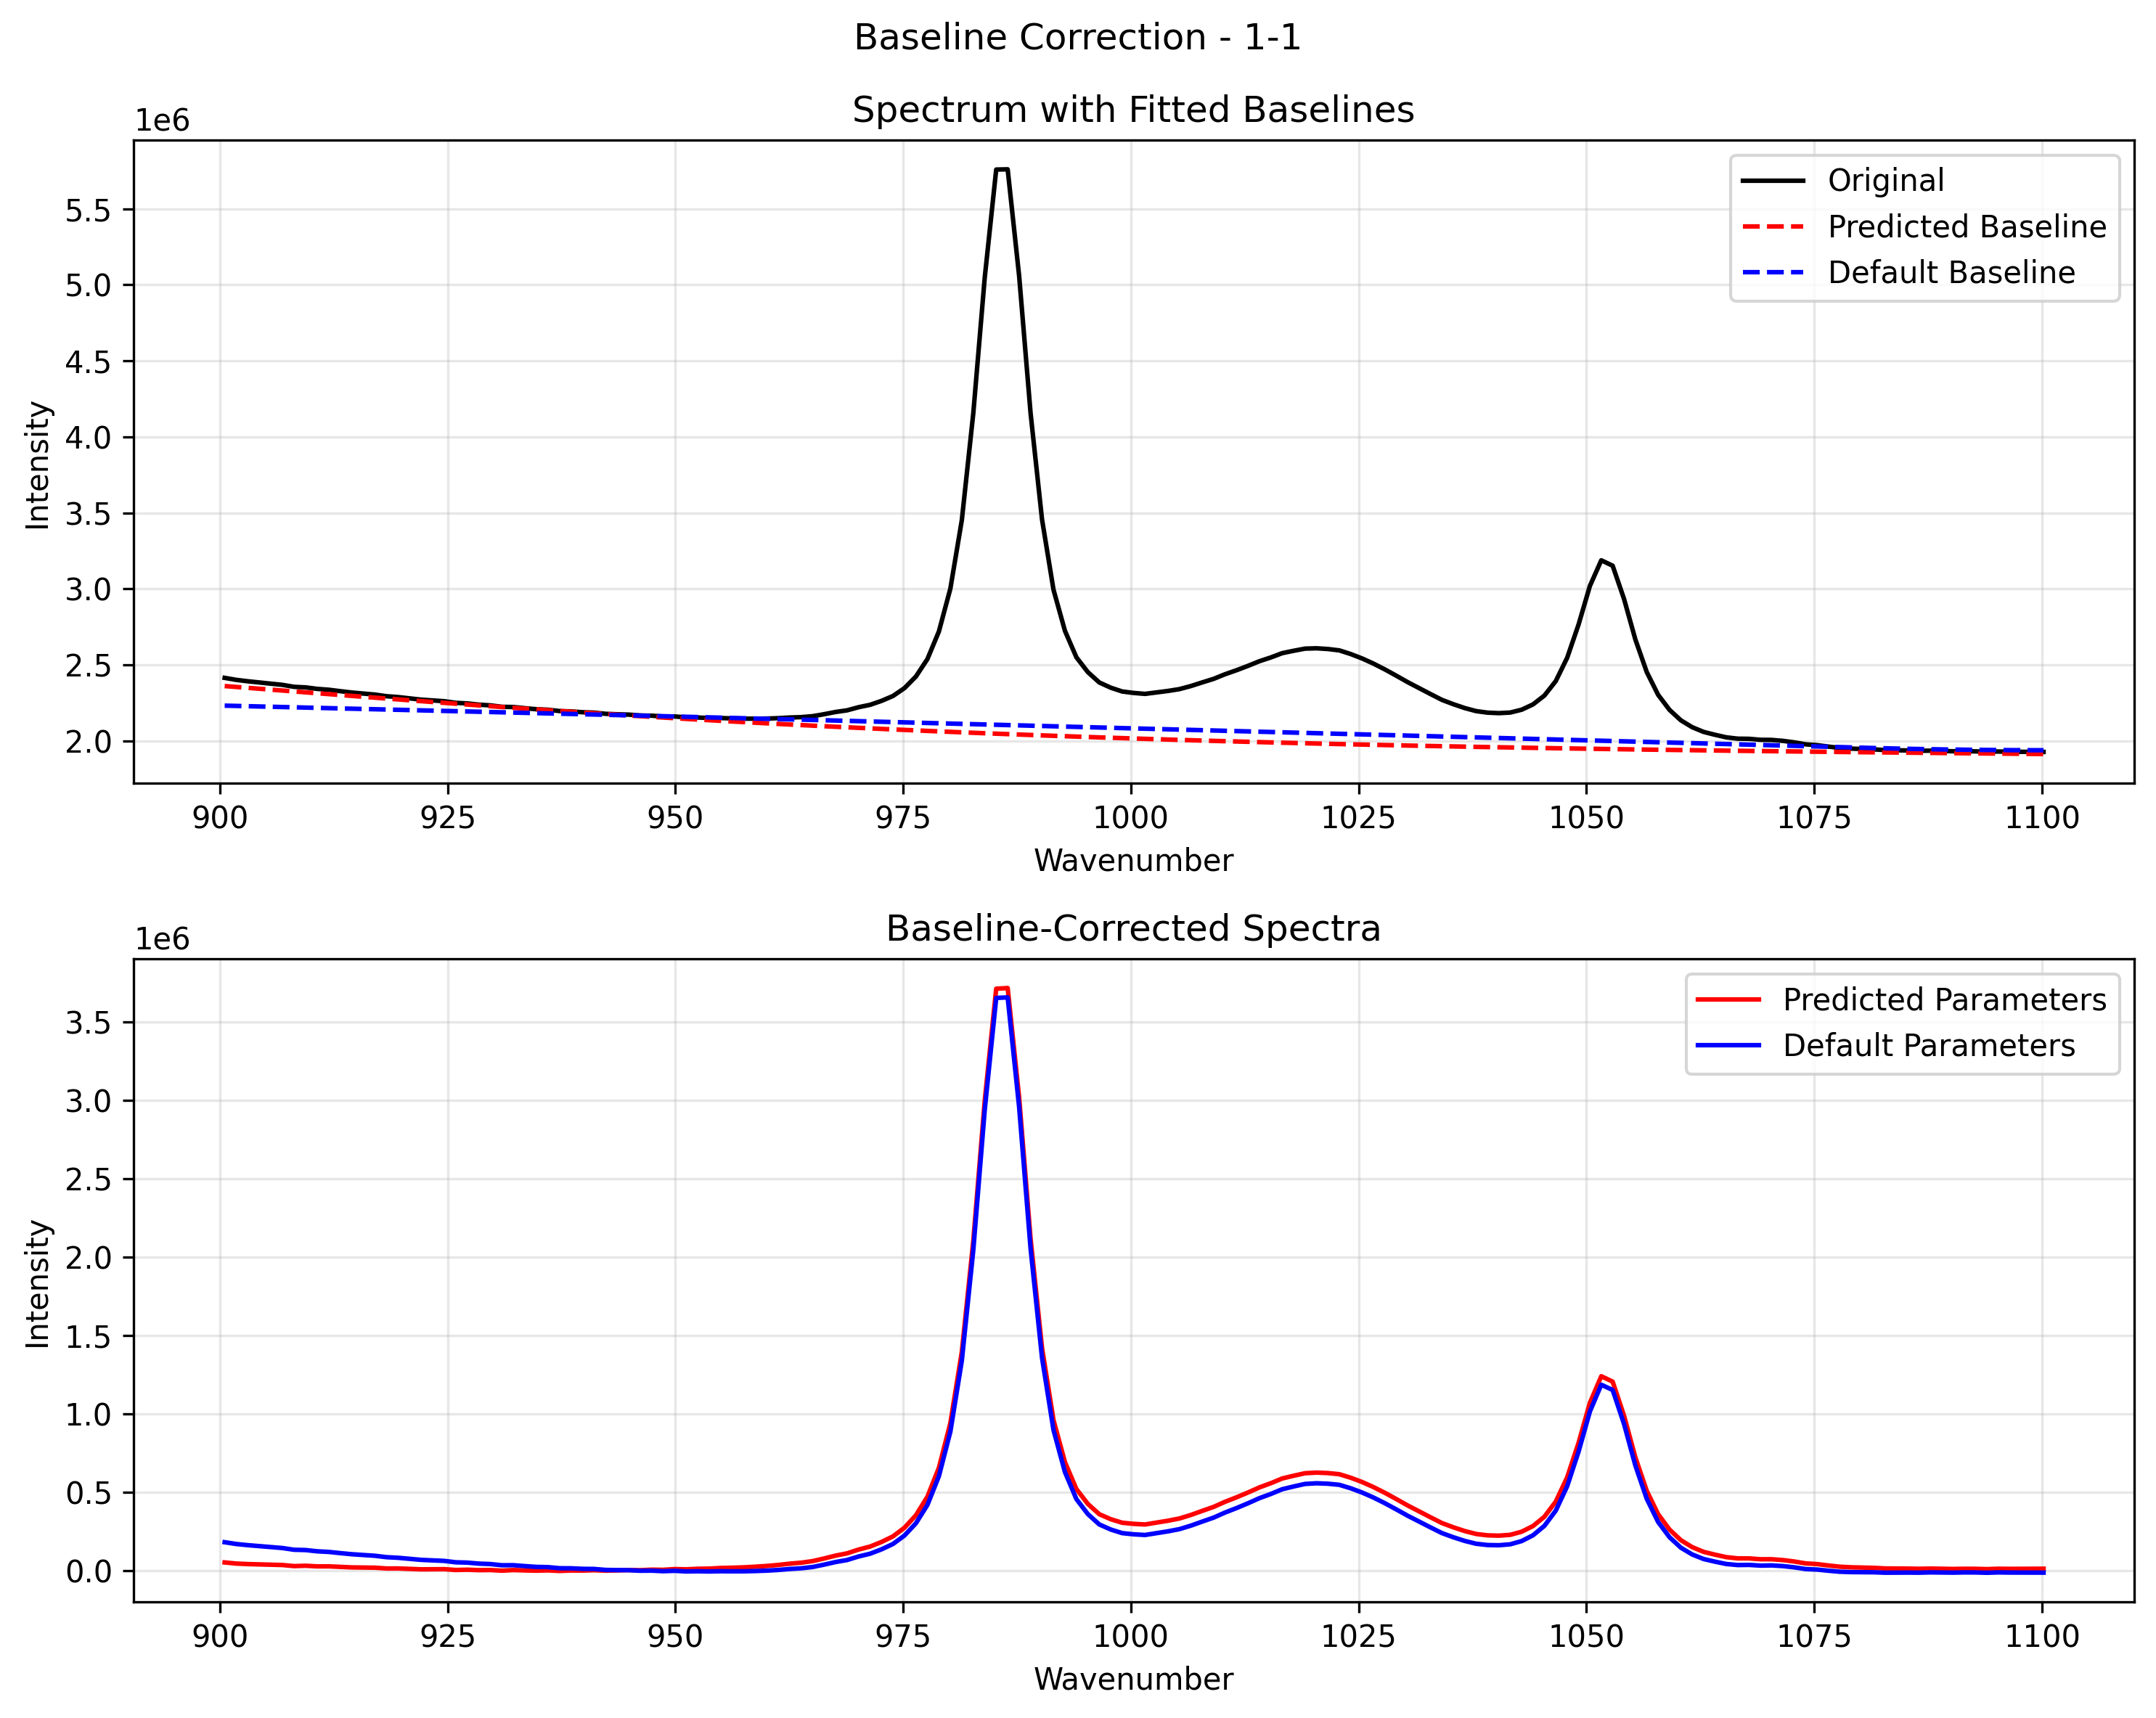 Baseline Correction - 1-1
Spectrum with Fitted Baselines
1e6
Original
Predicted Baseline
Default Baseline
5.5
5.0
4.5
4.0
3.5
3.0
2.5
2.0
Intensity
900 925 950 975 1000 1025 1050 1075 1100
Wavenumber
Baseline-Corrected Spectra
1e6
Predicted Parameters
Default Parameters
3.5
3.0
2.5
2.0
1.5
1.0
0.5
0.0
Intensity
900 925 950 975 1000 1025 1050 1075 1100
Wavenumber